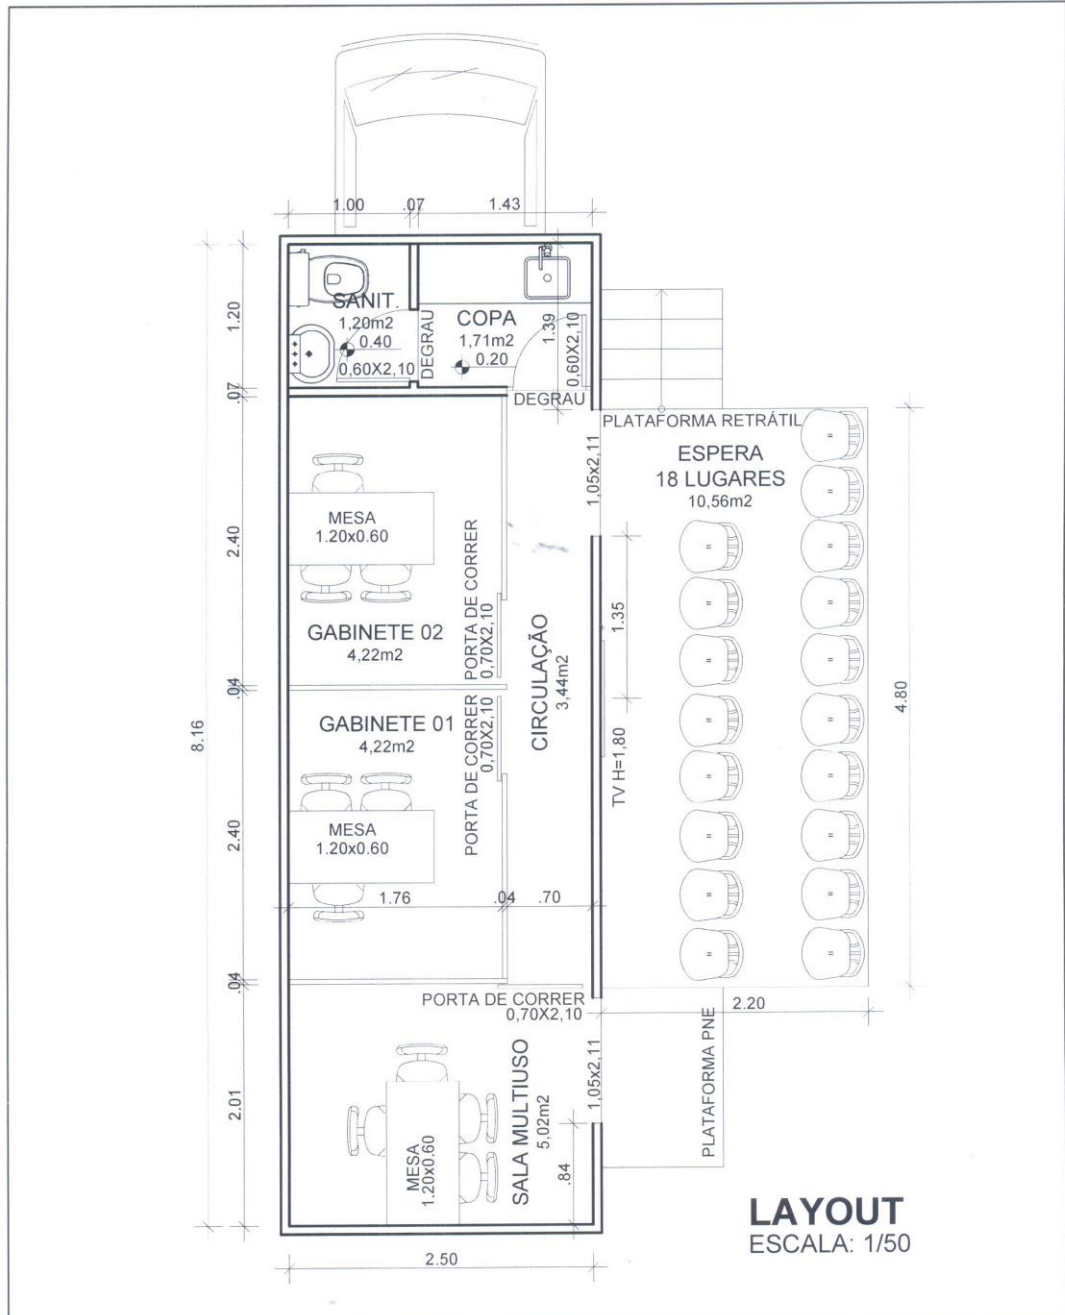 1.00
.07
1.43
SANIT.
1,20m2
0.40
0,60X2,10
DEGRAU
COPA
1,71m2
0.20
1.39
0,60X2,10
DEGRAU
1.20
.07
PLATAFORMA RETRÁTIL
ESPERA
18 LUGARES
10,56m2
1,05x2,11
MESA
1.20x0.60
2.40
PORTA DE CORRER
0,70X2,10
GABINETE 02
4,22m2
CIRCULAÇÃO
3,44m2
1.35
.04
8.16
4.80
GABINETE 01
4,22m2
PORTA DE CORRER
0,70X2,10
TV H=1,80
MESA
1.20x0.60
2.40
1.76
.04
.70
.04
PORTA DE CORRER
0,70X2,10
2.20
PLATAFORMA PNE
1,05x2,11
SALA MULTIUSO
5,02m2
2.01
MESA
1.20x0.60
.84
2.50
LAYOUT
ESCALA: 1/50